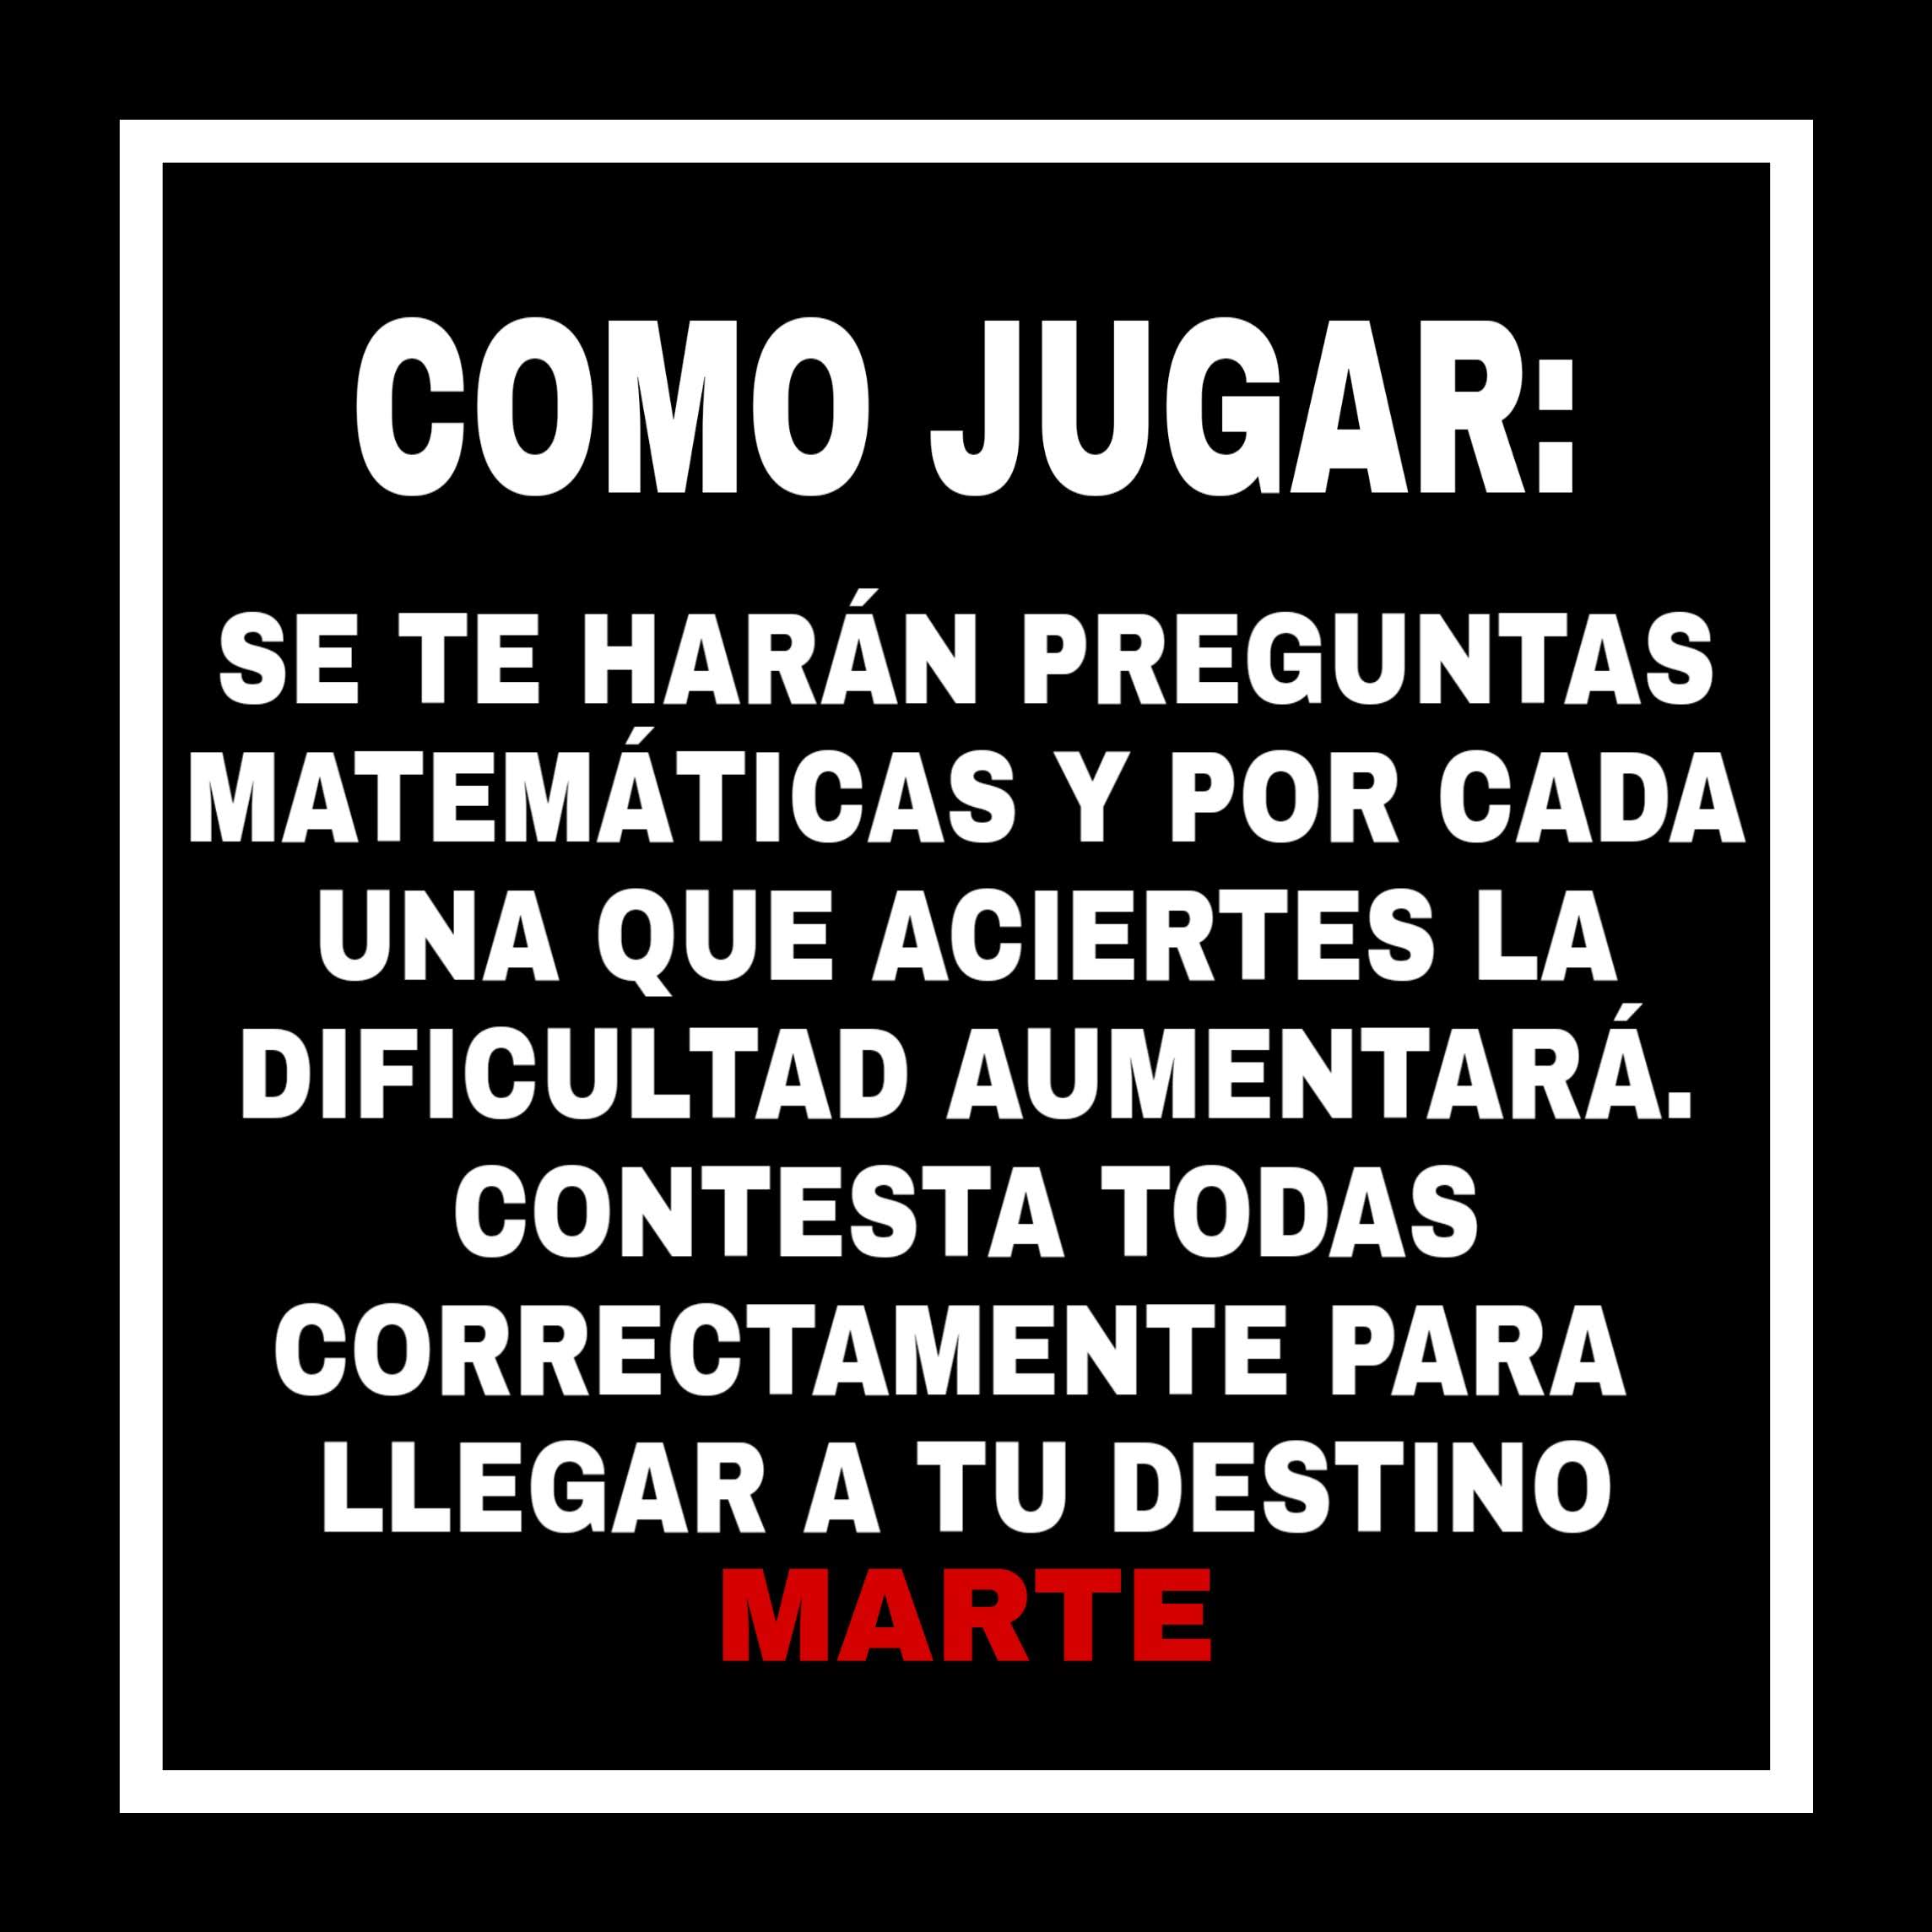 COMO JUGAR:
SE TE HARÁN PREGUNTAS
MATEMÁTICAS Y POR CADA
UNA QUE ACIERTES LA
DIFICULTAD AUMENTARÁ.
CONTESTA TODAS
CORRECTAMENTE PARA
LLEGAR A TU DESTINO
MARTE